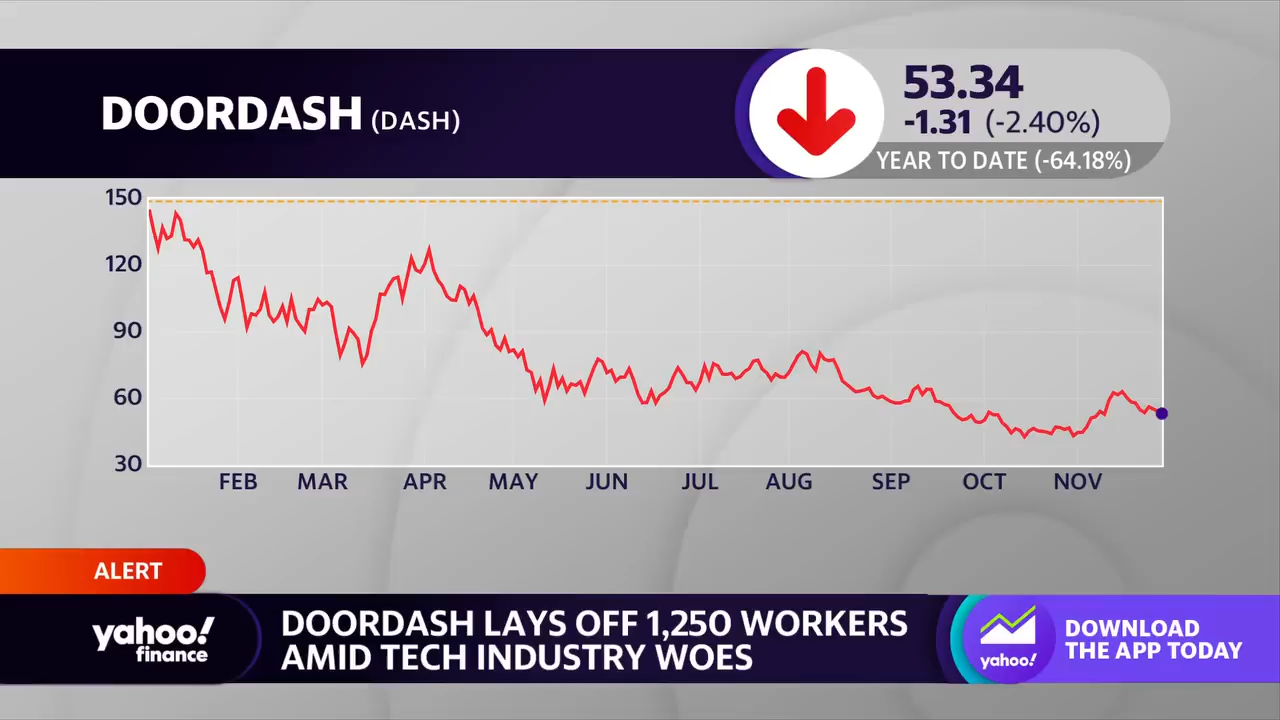 DOORDASH (DASH)
53.34
-1.31 (-2.40%)
YEAR TO DATE (-64.18%)
150
120
90
60
30
FEB MAR APR MAY JUN JUL AUG SEP OCT NOV
ALERT
yahoo!
finance
DOORDASH LAYS OFF 1,250 WORKERS
AMID TECH INDUSTRY WOES
yahoo!
DOWNLOAD
THE APP TODAY